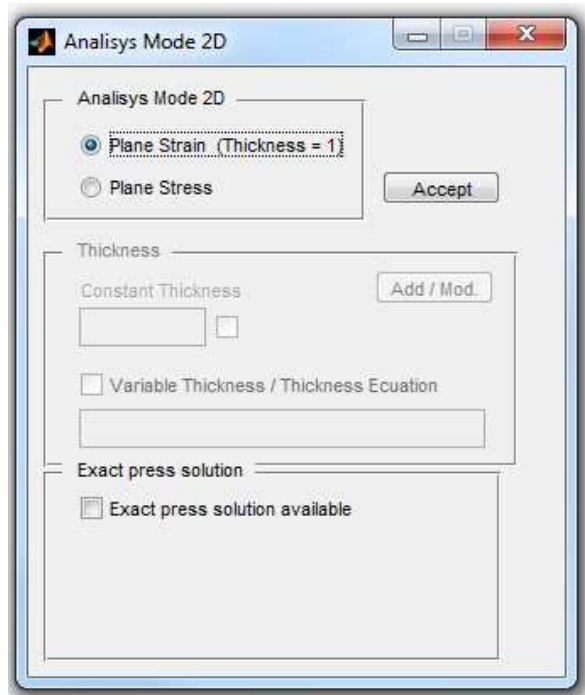 Analisys Mode 2D
Analisys Mode 2D
Plane Strain (Thickness = 1)
Plane Stress
Accept
Thickness
Constant Thickness
Add / Mod.
Variable Thickness / Thickness Ecuation
Exact press solution
Exact press solution available